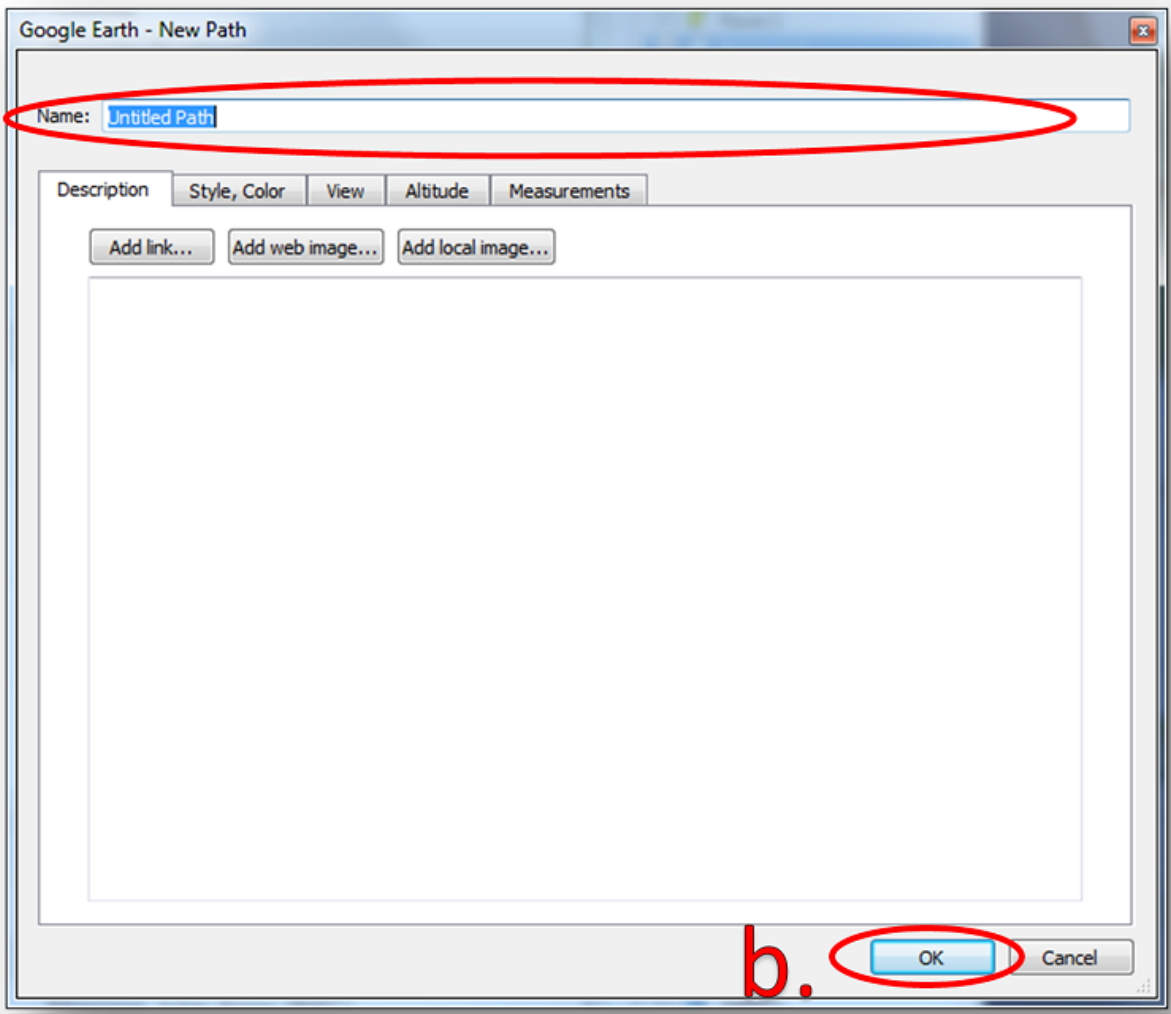 Google Earth - New Path
Name: Untitled Path
Description Style, Color View Altitude Measurements
Add link... Add web image... Add local image...
b. OK Cancel